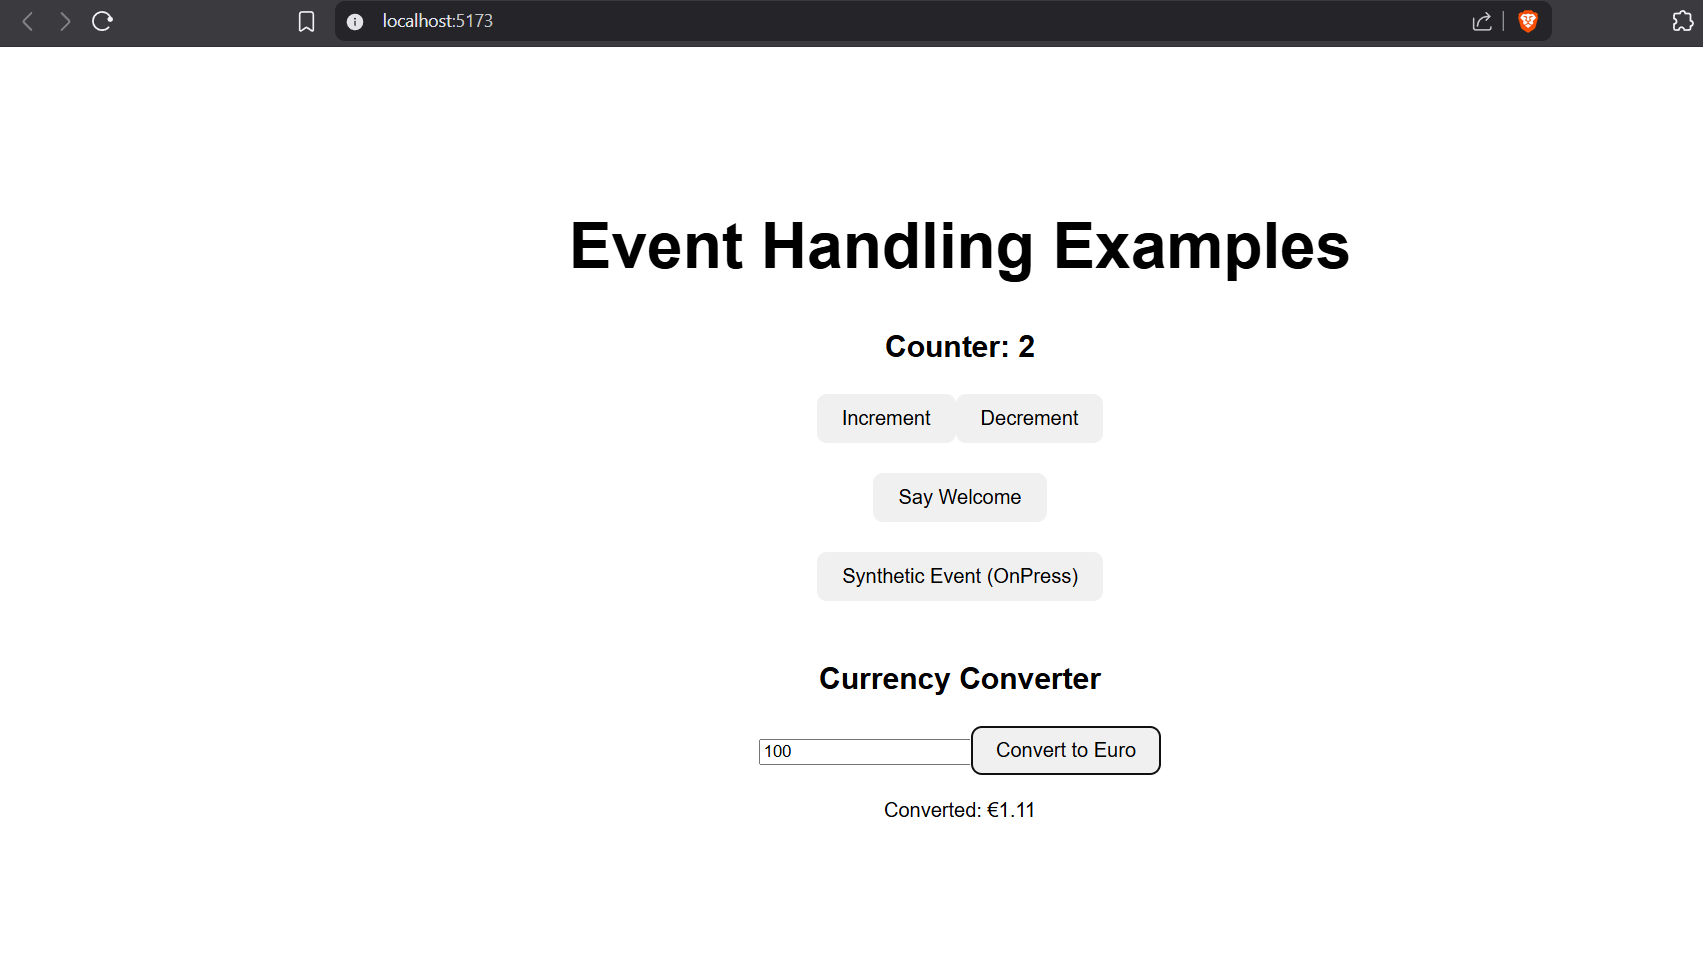 localhost:5173
Event Handling Examples
Counter: 2
Increment Decrement
Say Welcome
Synthetic Event (OnPress)
Currency Converter
100 Convert to Euro
Converted: €1.11